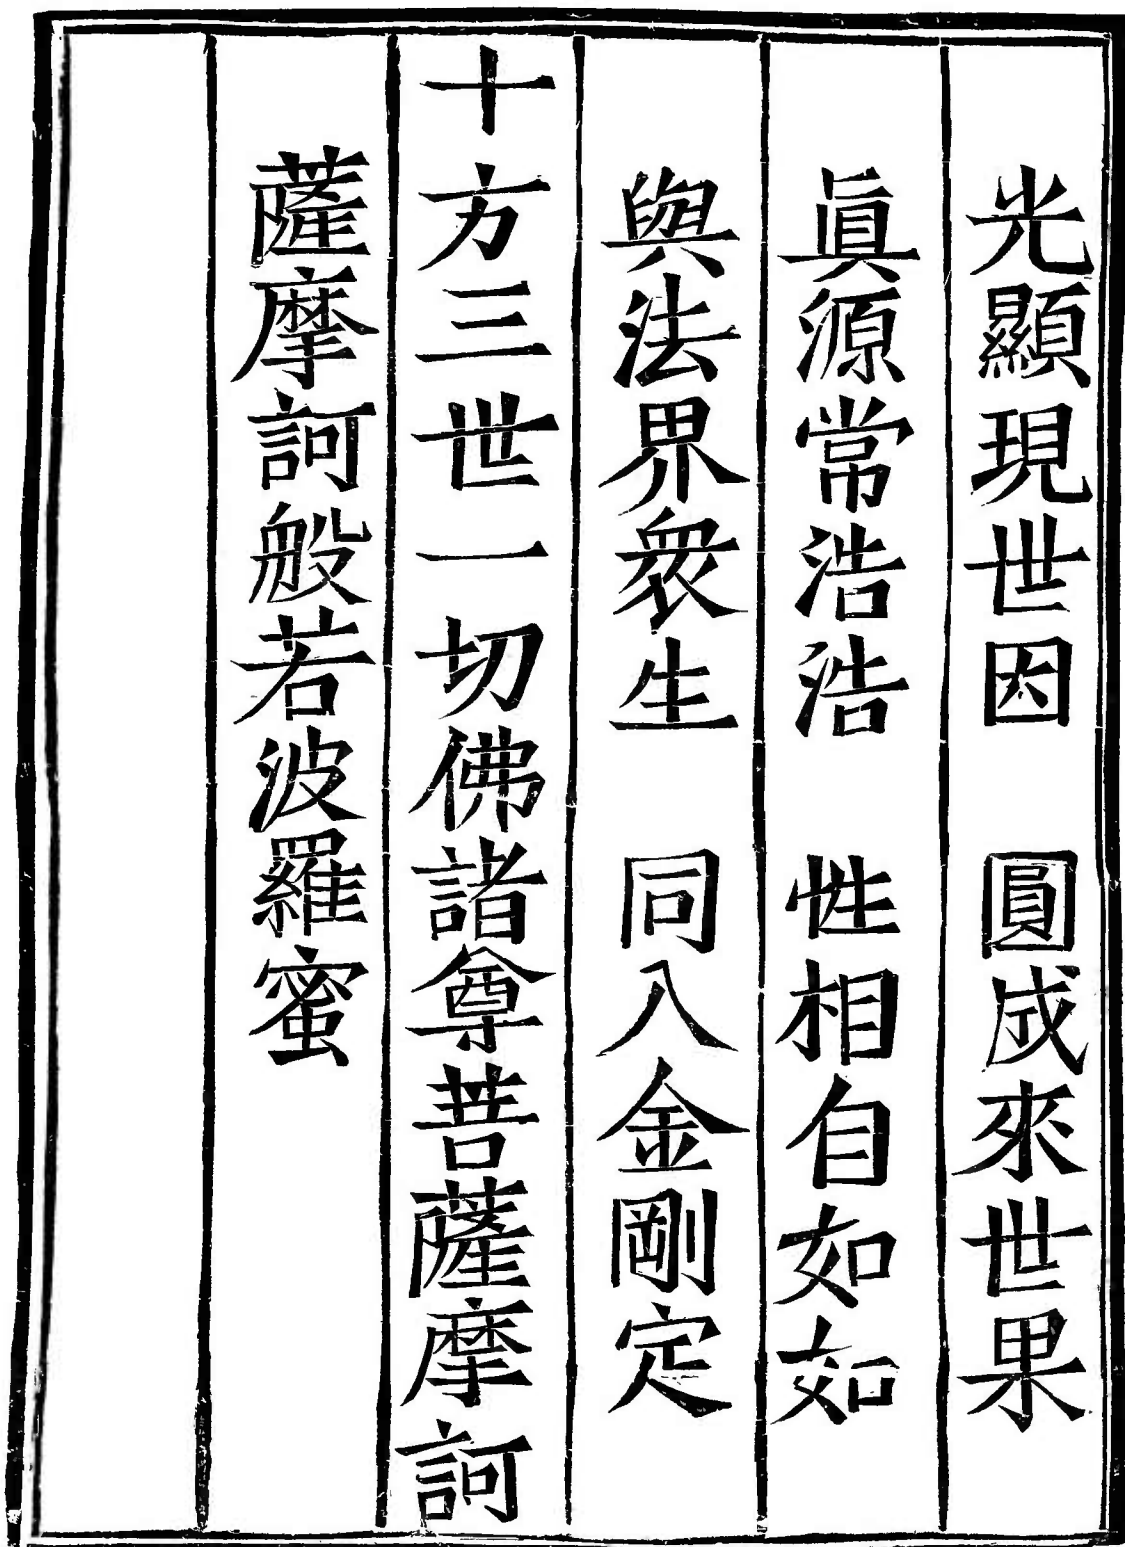 光顯現世因　圓成來世果
眞源常浩浩　性相自如如
與法界衆生　同入金剛定
十方三世一切佛諸尊菩薩摩訶
薩摩訶般若波羅蜜